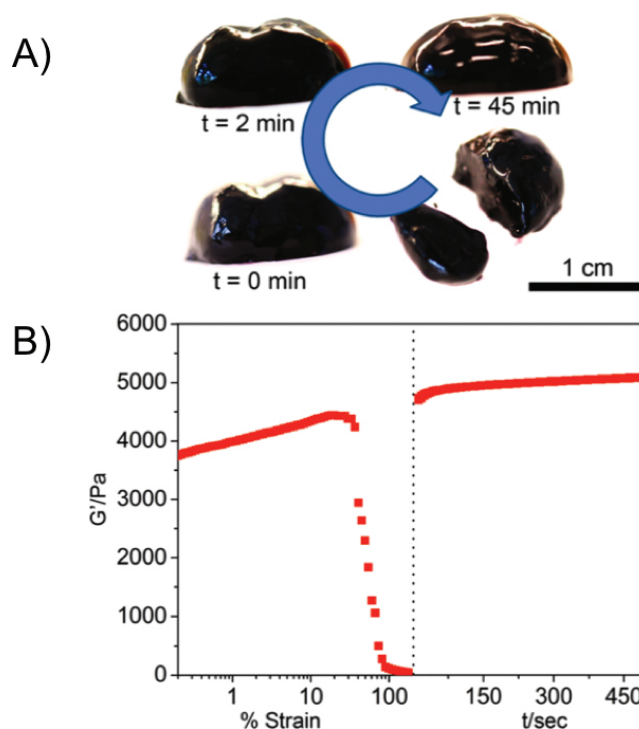 A)
t = 2 min
t = 45 min
t = 0 min
1 cm
B)
6000
5000
4000
3000
2000
1000
0
G'/Pa
1 10 100 150 300 450
% Strain t/sec